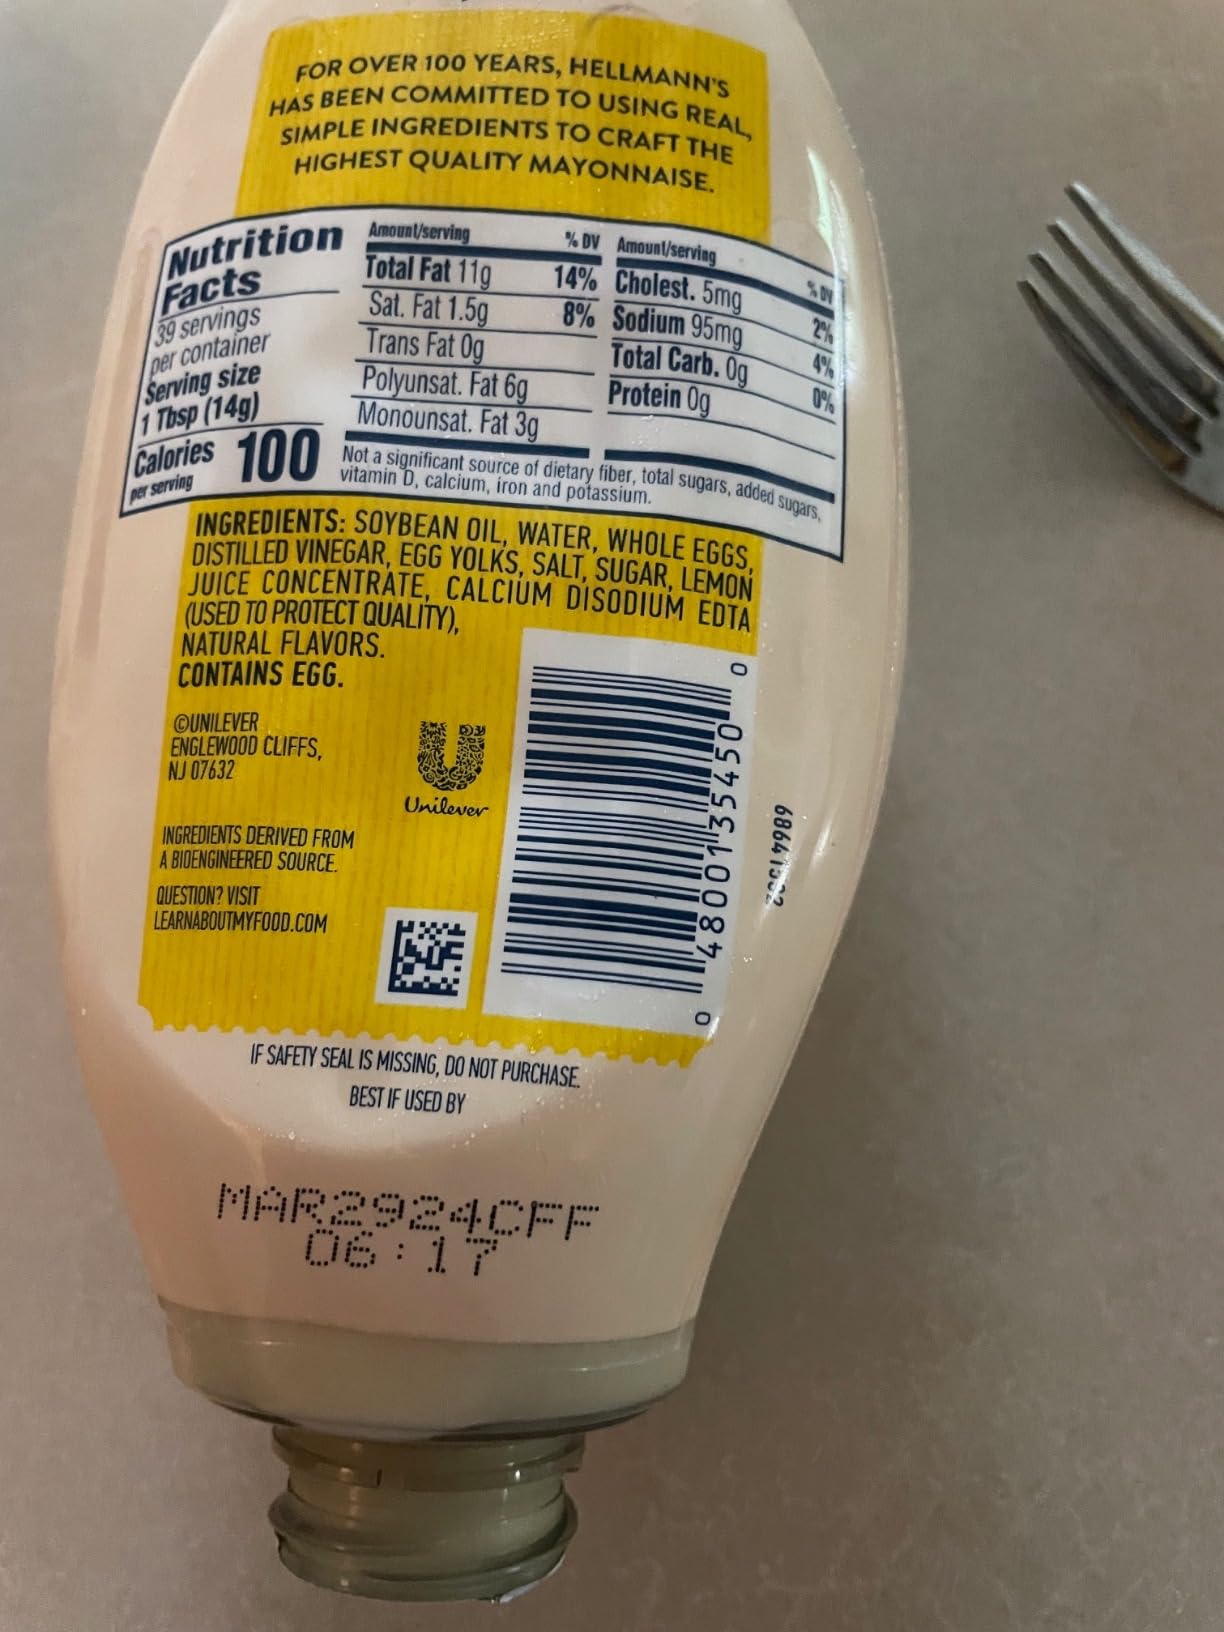 FOR OVER 100 YEARS, HELLMANN'S
HAS BEEN COMMITTED TO USING REAL,
SIMPLE INGREDIENTS TO CRAFT THE
HIGHEST QUALITY MAYONNAISE.
Nutrition
Facts
39 servings
per container
Serving size
1 Tbsp (14g)
Calories 100
per serving
Amount/serving % DV
Total Fat 11g 14%
Sat. Fat 1.5g 8%
Trans Fat 0g
Polyunsat. Fat 6g
Monounsat. Fat 3g
Amount/serving % DV
Cholest. 5mg 2%
Sodium 95mg 4%
Total Carb. 0g 0%
Protein 0g
Not a significant source of dietary fiber, total sugars, added sugars,
vitamin D, calcium, iron and potassium.
INGREDIENTS: SOYBEAN OIL, WATER, WHOLE EGGS,
DISTILLED VINEGAR, EGG YOLKS, SALT, SUGAR, LEMON
JUICE CONCENTRATE, CALCIUM DISODIUM EDTA
(USED TO PROTECT QUALITY),
NATURAL FLAVORS.
CONTAINS EGG.
©UNILEVER
ENGLEWOOD CLIFFS,
NJ 07632
Unilever
INGREDIENTS DERIVED FROM
A BIOENGINEERED SOURCE.
QUESTION? VISIT
LEARNABOUTMYFOOD.COM
0 48001 35450 0
IF SAFETY SEAL IS MISSING, DO NOT PURCHASE.
BEST IF USED BY
MAR2924CFF
06:17